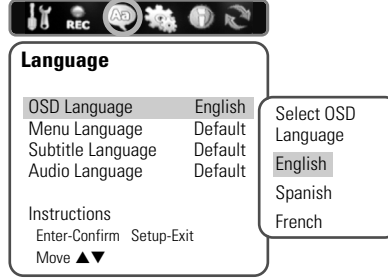 REC Aa
Language
OSD Language English
Menu Language Default
Subtitle Language Default
Audio Language Default
Instructions
Enter-Confirm Setup-Exit
Move ▲▼
Select OSD
Language
English
Spanish
French